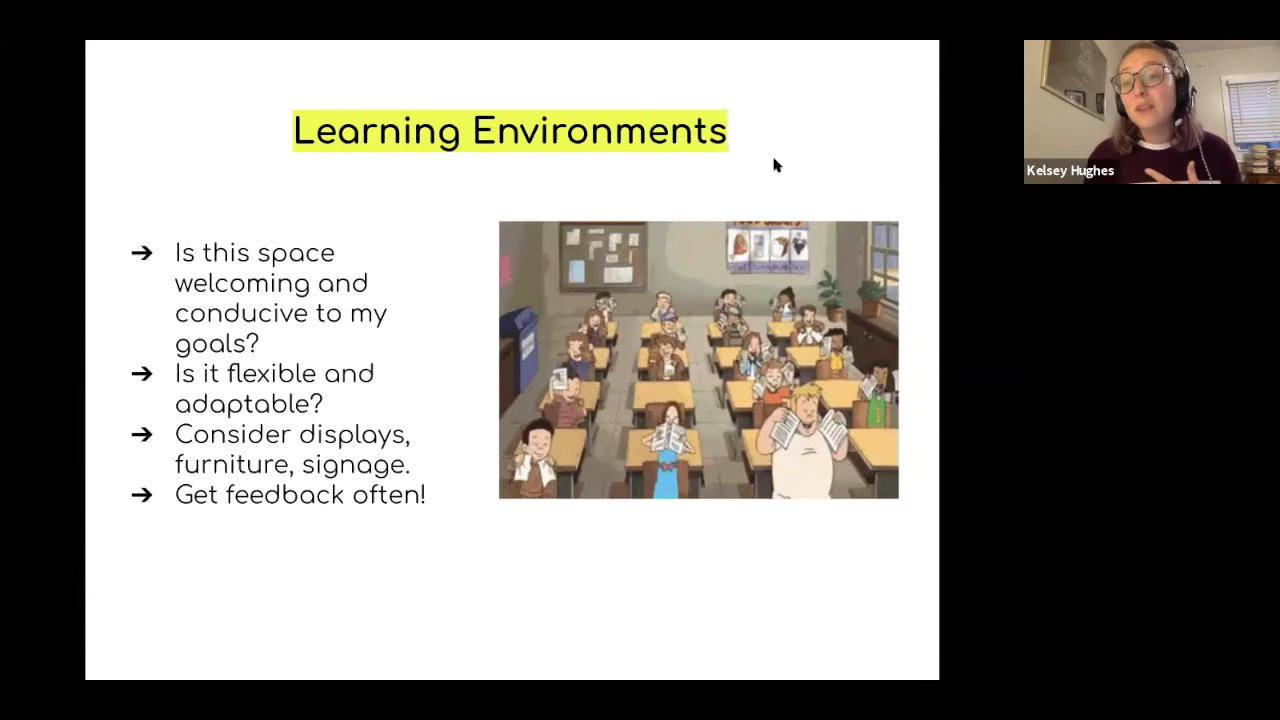 Learning Environments
Kelsey Hughes
➔ Is this space
welcoming and
conducive to my
goals?
➔ Is it flexible and
adaptable?
➔ Consider displays,
furniture, signage.
➔ Get feedback often!